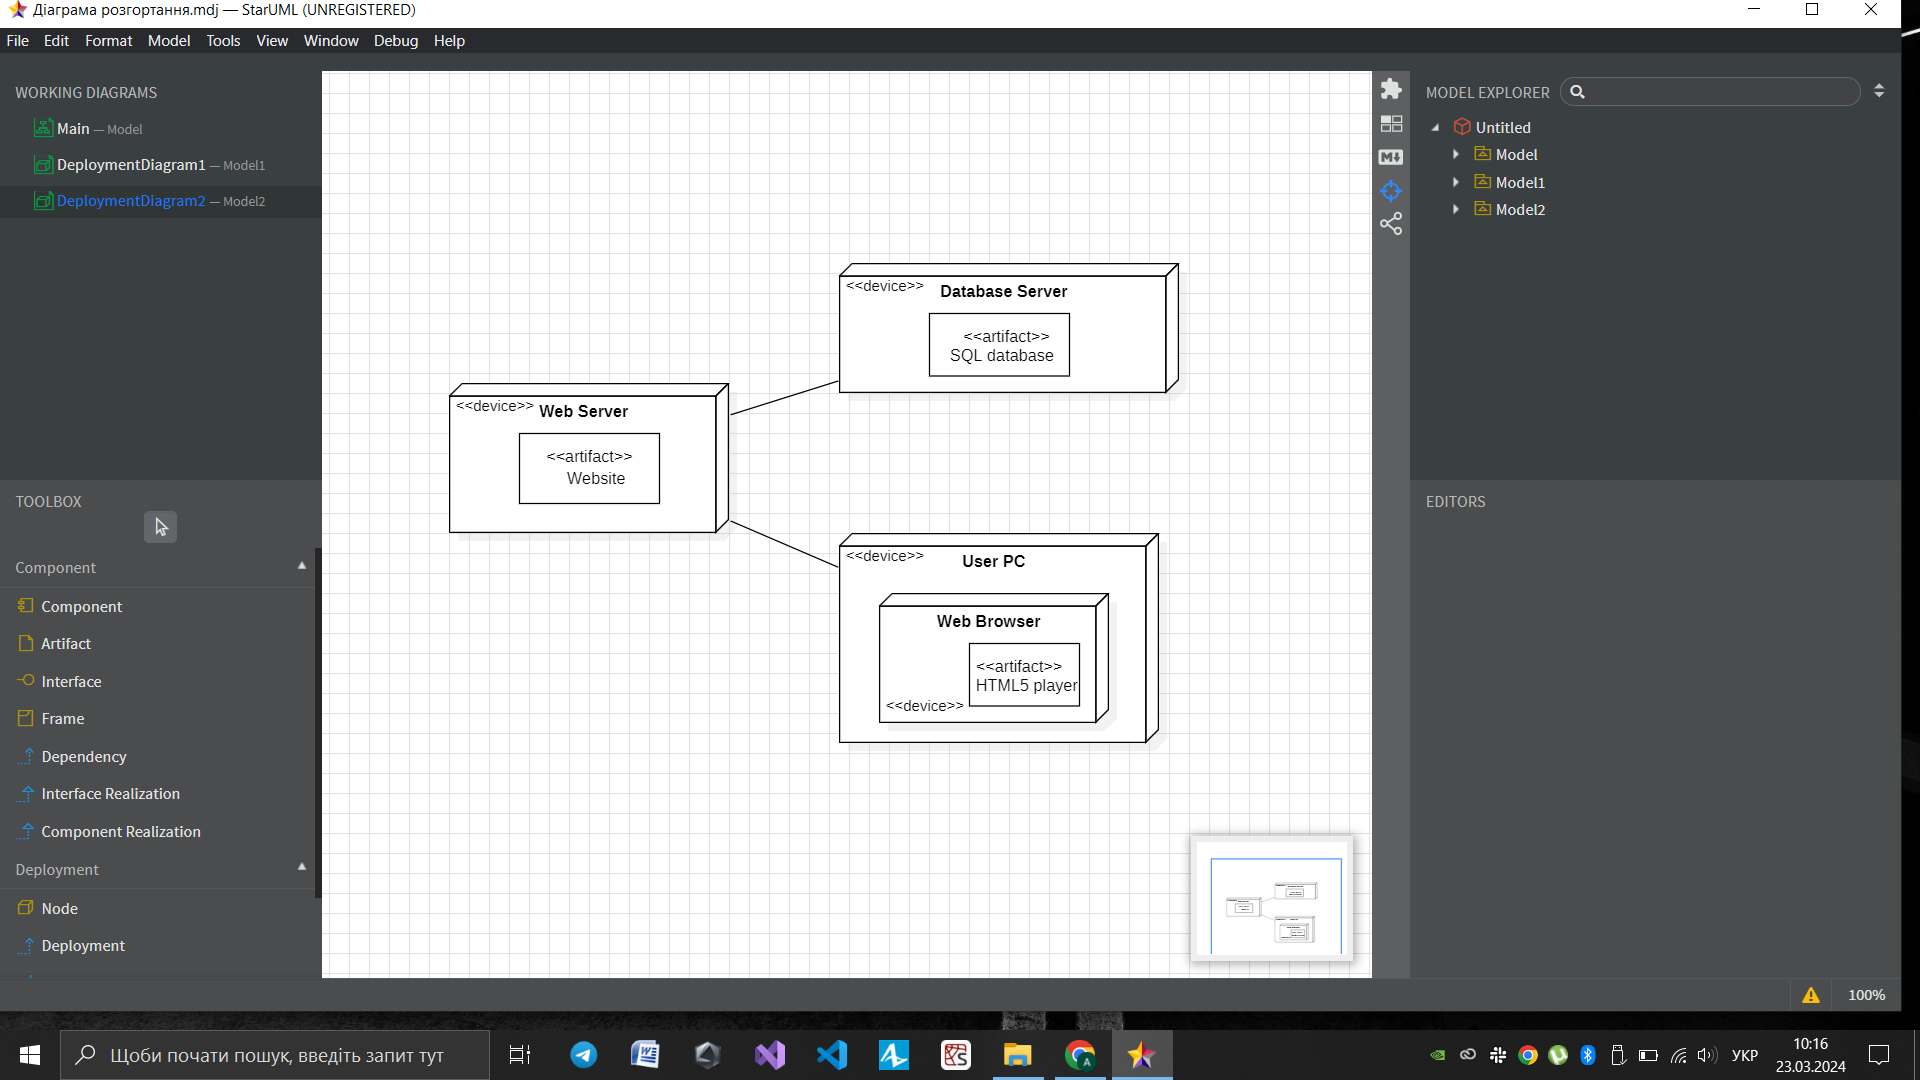 Діаграма розгортання.mdj — StarUML (UNREGISTERED)
File Edit Format Model Tools View Window Debug Help
WORKING DIAGRAMS
Main — Model
DeploymentDiagram1 — Model1
DeploymentDiagram2 — Model2
TOOLBOX
Component
Component
Artifact
Interface
Frame
Dependency
Interface Realization
Component Realization
Deployment
Node
Deployment
<<device>>
Database Server
<<artifact>>
SQL database
<<device>>
Web Server
<<artifact>>
Website
<<device>>
User PC
Web Browser
<<artifact>>
HTML5 player
<<device>>
MODEL EXPLORER
Untitled
Model
Model1
Model2
EDITORS
100%
Щоби почати пошук, введіть запит тут
УКР
10:16
23.03.2024